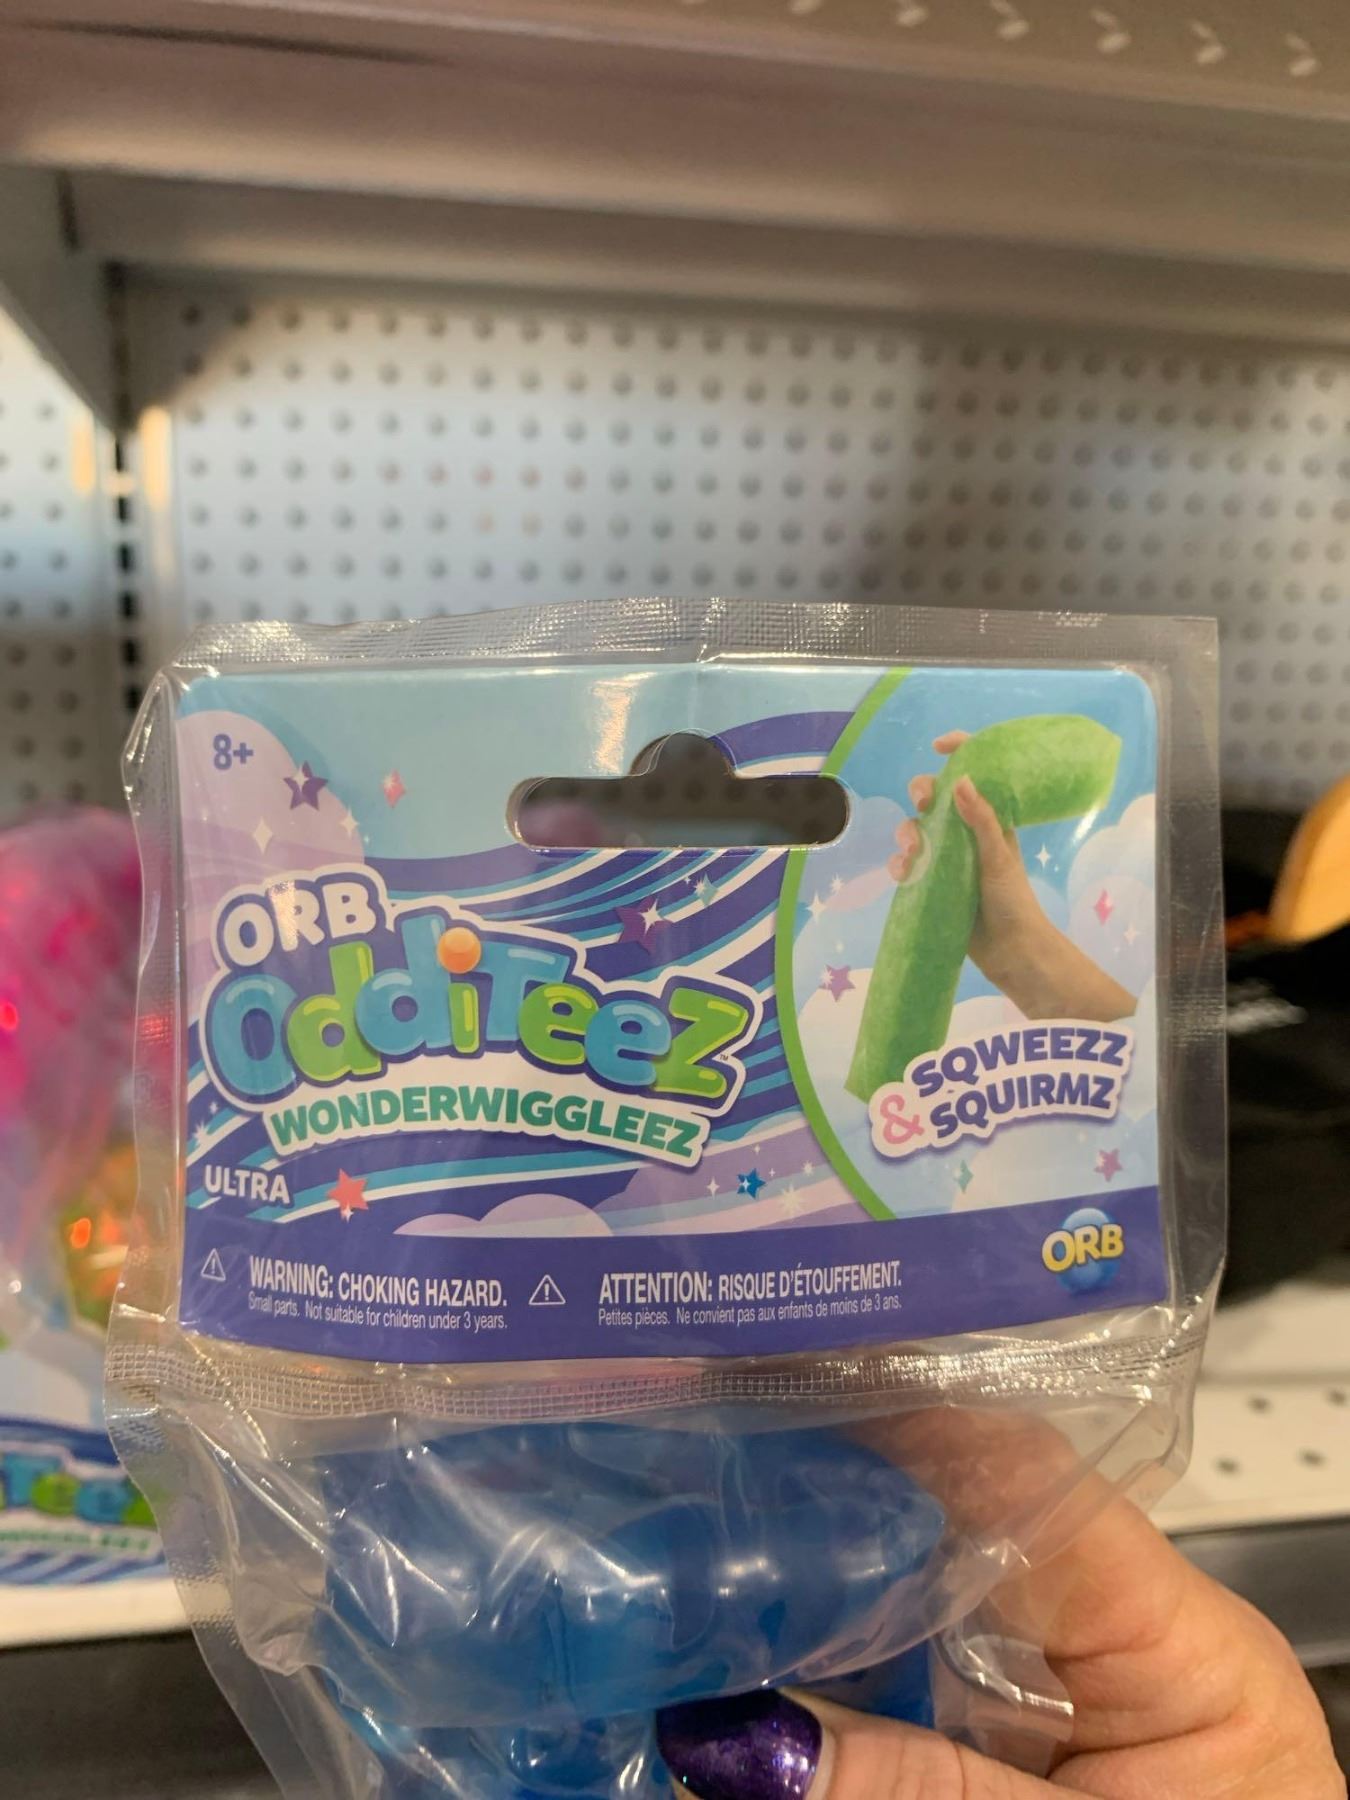 8+
ORB
OddiTeez™
WONDERWIGGLEEZ
ULTRA
SQWEEZZ
& SQUIRMZ
ORB
WARNING: CHOKING HAZARD.
Small parts. Not suitable for children under 3 years.
ATTENTION: RISQUE D'ÉTOUFFEMENT.
Petites pièces. Ne convient pas aux enfants de moins de 3 ans.